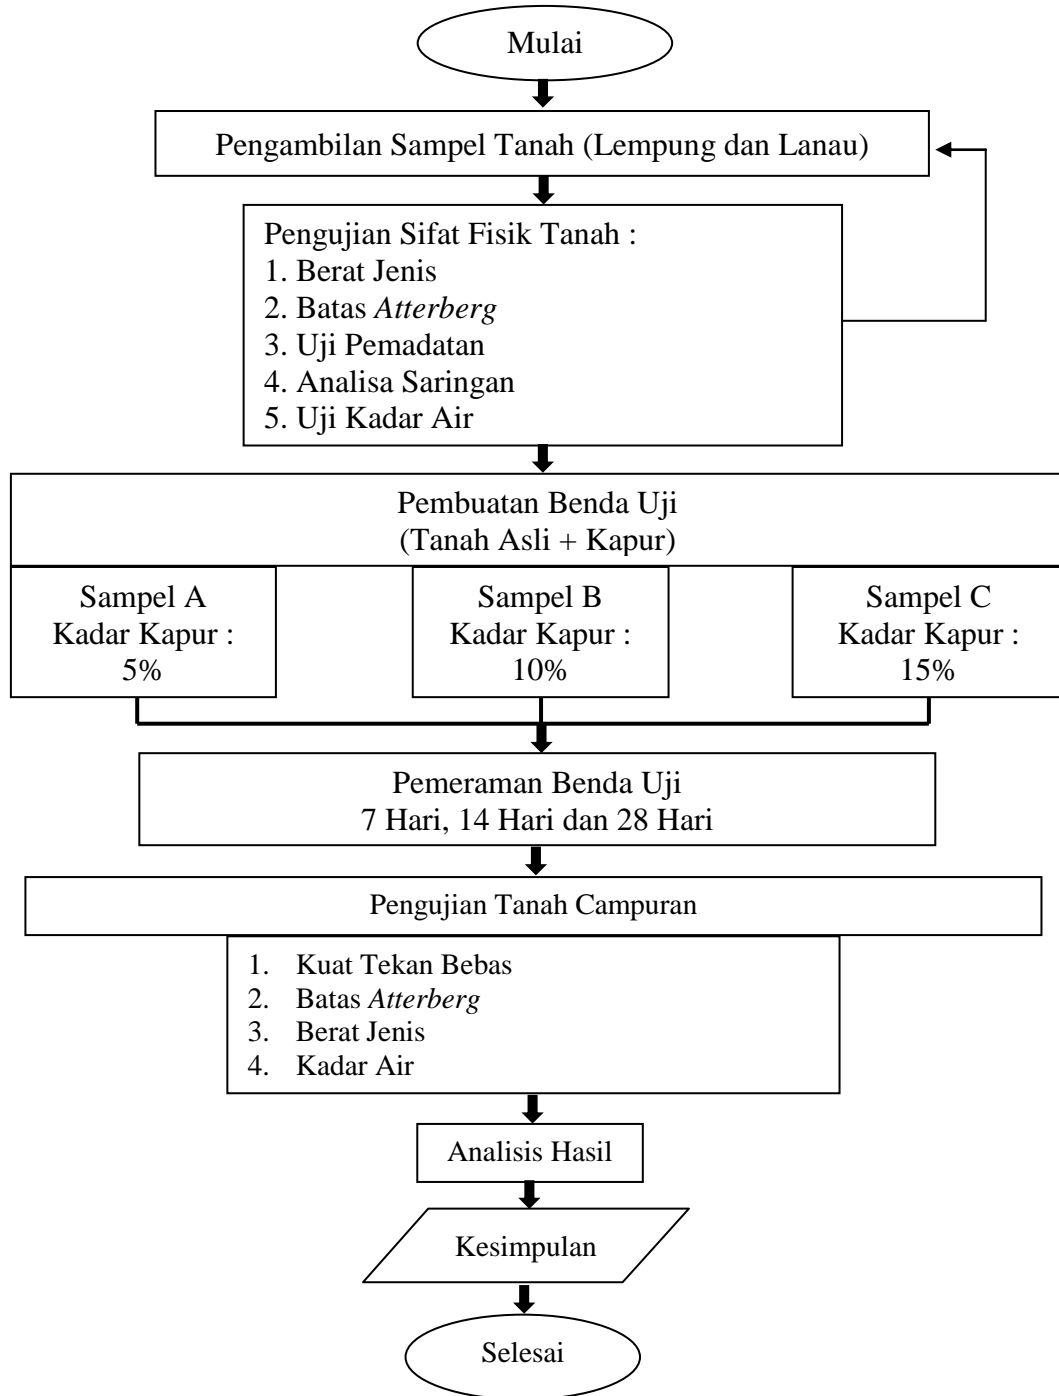 Mulai
Pengambilan Sampel Tanah (Lempung dan Lanau)
Pengujian Sifat Fisik Tanah :
1. Berat Jenis
2. Batas Atterberg
3. Uji Pemadatan
4. Analisa Saringan
5. Uji Kadar Air
Pembuatan Benda Uji
(Tanah Asli + Kapur)
Sampel A
Kadar Kapur :
5%
Sampel B
Kadar Kapur :
10%
Sampel C
Kadar Kapur :
15%
Pemeraman Benda Uji
7 Hari, 14 Hari dan 28 Hari
Pengujian Tanah Campuran
1. Kuat Tekan Bebas
2. Batas Atterberg
3. Berat Jenis
4. Kadar Air
Analisis Hasil
Kesimpulan
Selesai